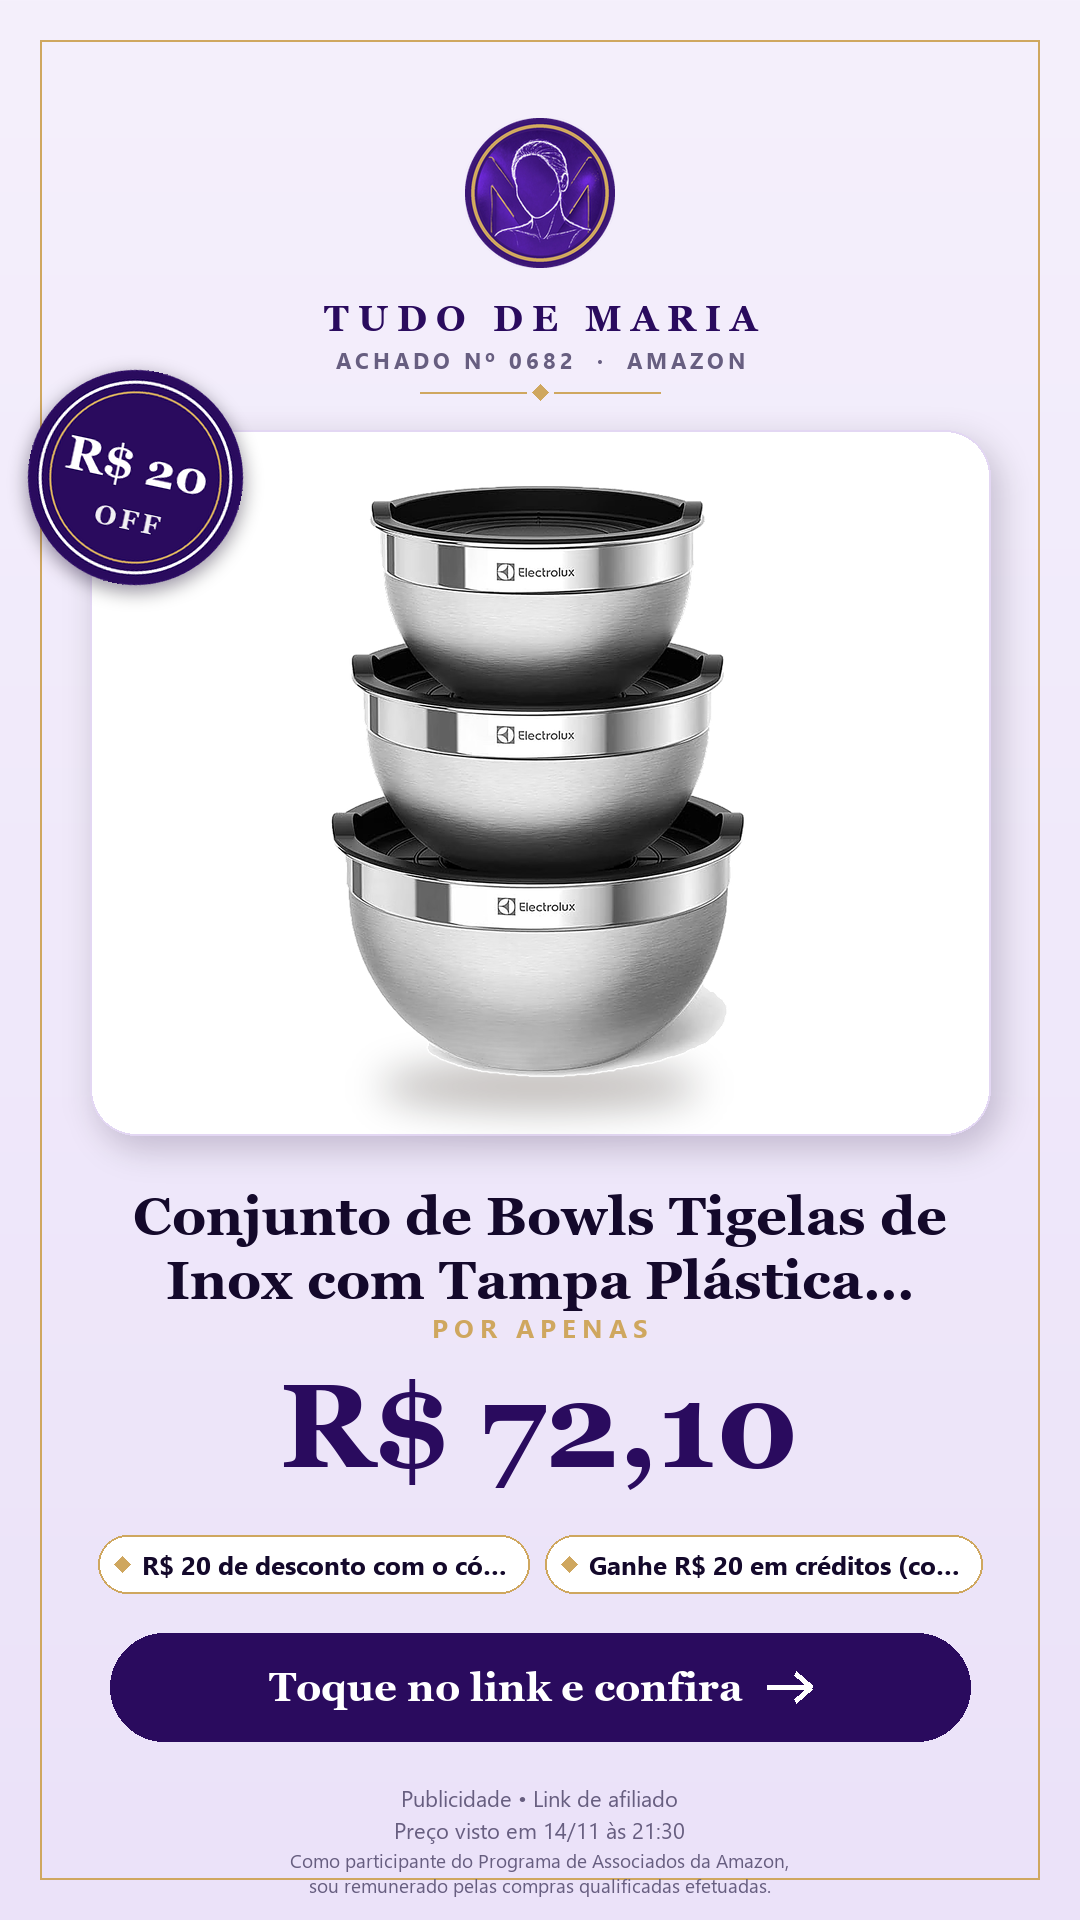 TUDO DE MARIA
ACHADO Nº 0682 · AMAZON
R$ 20
OFF
Electrolux
Electrolux
Electrolux
Conjunto de Bowls Tigelas de
Inox com Tampa Plástica...
POR APENAS
R$ 72,10
R$ 20 de desconto com o có...
Ganhe R$ 20 em créditos (co...
Toque no link e confira →
Publicidade • Link de afiliado
Preço visto em 14/11 às 21:30
Como participante do Programa de Associados da Amazon,
sou remunerado pelas compras qualificadas efetuadas.